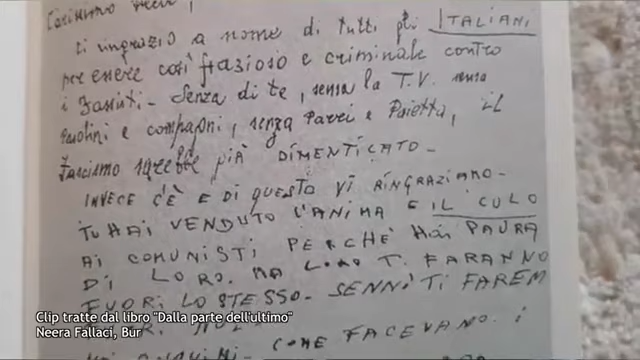 Carissimo
ti ringrazio a nome di tutti gli ITALIANI
per essere così fazioso e criminale contro
i Fascisti - Senza di te, senza la T.V. senza
e compagni, senza Pavei e Paietta, il
Fascismo sarebbe già DIMENTICATO -
INVECE C'È E DI QUESTO VI RINGRAZIAMO -
TU HAI VENDUTO L'ANIMA E IL CULO
AI COMUNISTI PERCHÈ HAI PAURA
DI LORO. MA LORO T. FARANNO
FUORI LO STESSO - SENNÒ TI FAREM
COME FACEVANO. i
Clip tratte dal libro "Dalla parte dell'ultimo"
Neera Fallaci, Bur